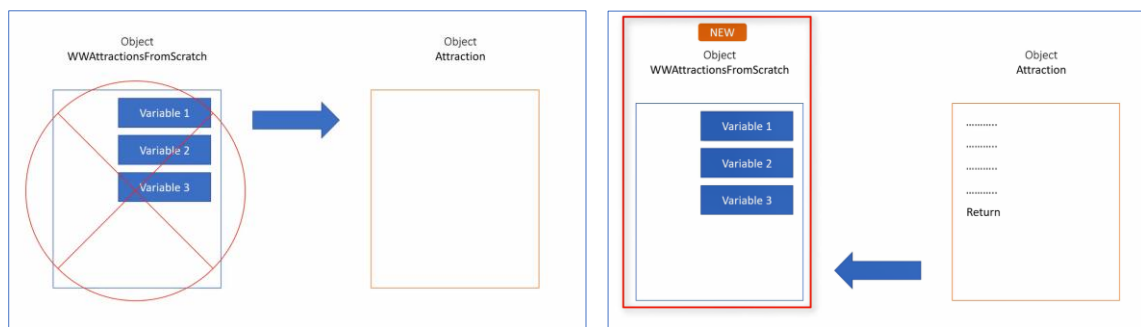 Object
WWAttractionsFromScratch
Variable 1
Variable 2
Variable 3
Object
Attraction
NEW
Object
WWAttractionsFromScratch
Variable 1
Variable 2
Variable 3
Object
Attraction
...........
...........
...........
...........
Return